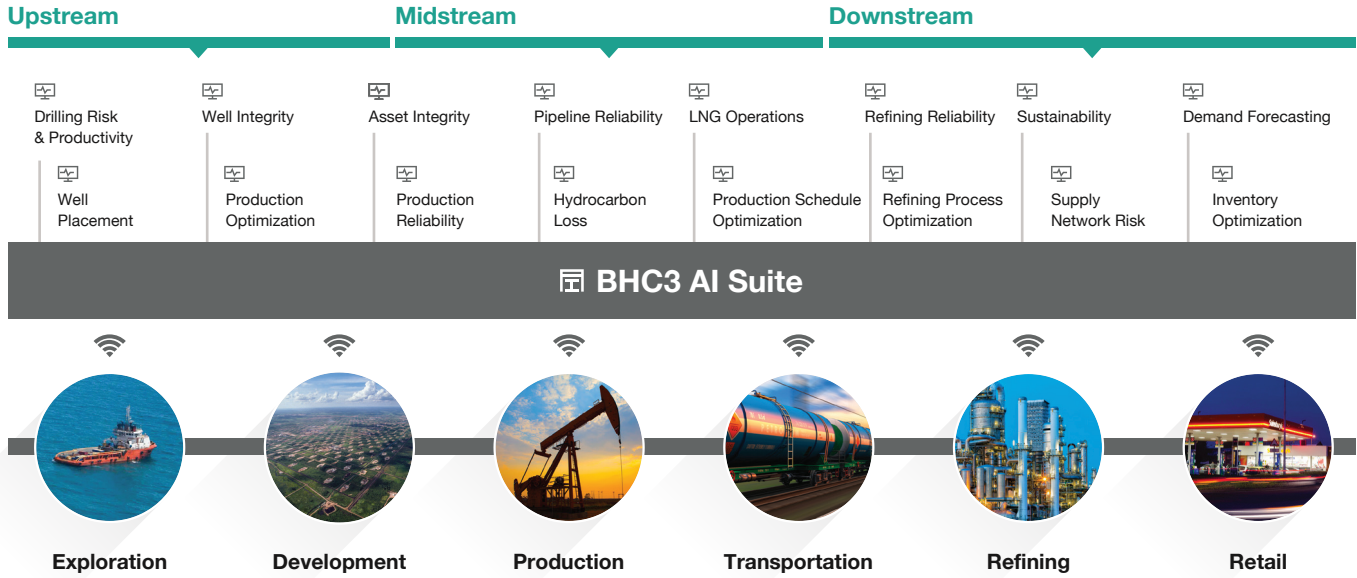 Upstream
Midstream
Downstream
Drilling Risk
& Productivity
Well Integrity
Asset Integrity
Pipeline Reliability
LNG Operations
Refining Reliability
Sustainability
Demand Forecasting
Well
Placement
Production
Optimization
Production
Reliability
Hydrocarbon
Loss
Production Schedule
Optimization
Refining Process
Optimization
Supply
Network Risk
Inventory
Optimization
BHC3 AI Suite
Exploration
Development
Production
Transportation
Refining
Retail